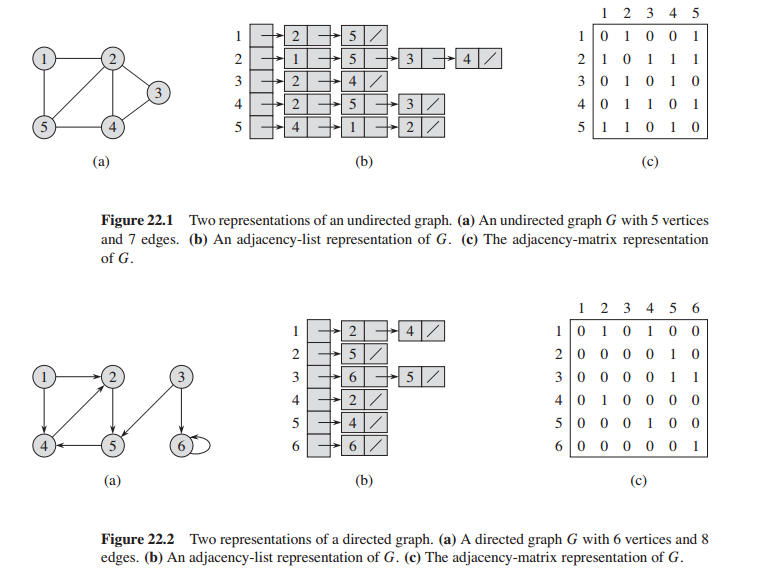 1 2
3
5 4
(a)
1 2 5 /
2 1 5 3 4 /
3 2 4 /
4 2 5 3 /
5 4 1 2 /
(b)
1 2 3 4 5
1 0 1 0 0 1
2 1 0 1 1 1
3 0 1 0 1 0
4 0 1 1 0 1
5 1 1 0 1 0
(c)
Figure 22.1 Two representations of an undirected graph. (a) An undirected graph G with 5 vertices
and 7 edges. (b) An adjacency-list representation of G. (c) The adjacency-matrix representation
of G.
1 2 3
4 5 6
(a)
1 2 4 /
2 5 /
3 6 5 /
4 2 /
5 4 /
6 6 /
(b)
1 2 3 4 5 6
1 0 1 0 1 0 0
2 0 0 0 0 1 0
3 0 0 0 0 1 1
4 0 1 0 0 0 0
5 0 0 0 1 0 0
6 0 0 0 0 0 1
(c)
Figure 22.2 Two representations of a directed graph. (a) A directed graph G with 6 vertices and 8
edges. (b) An adjacency-list representation of G. (c) The adjacency-matrix representation of G.